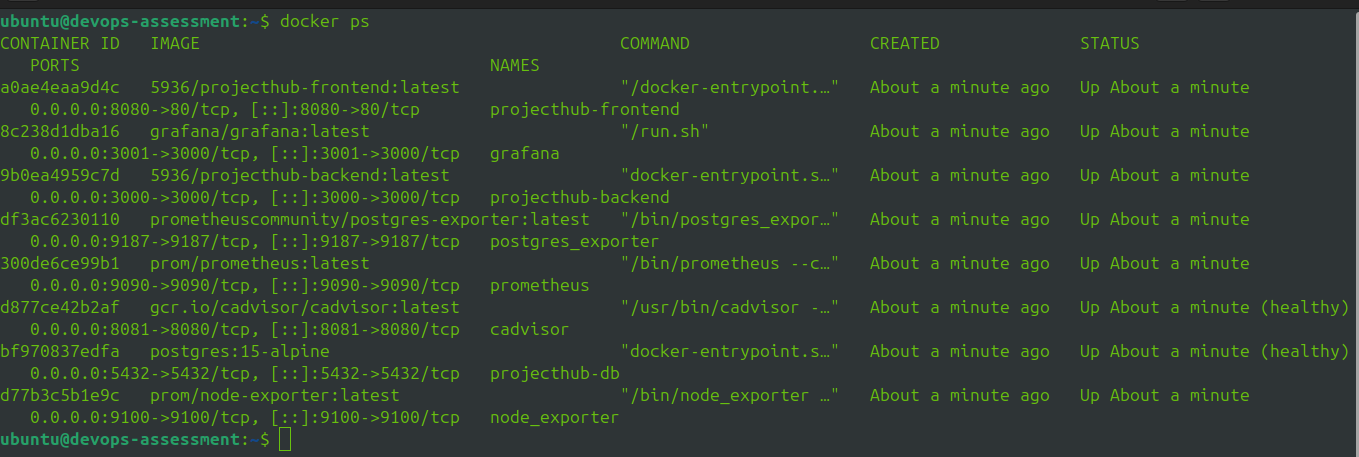 ubuntu@devops-assessment:~$ docker ps
CONTAINER ID   IMAGE                                          COMMAND                  CREATED              STATUS
   PORTS                                         NAMES
a0ae4eaa9d4c   5936/projecthub-frontend:latest                "/docker-entrypoint.…"   About a minute ago   Up About a minute
   0.0.0.0:8080->80/tcp, [::]:8080->80/tcp       projecthub-frontend
8c238d1dba16   grafana/grafana:latest                         "/run.sh"                About a minute ago   Up About a minute
   0.0.0.0:3001->3000/tcp, [::]:3001->3000/tcp   grafana
9b0ea4959c7d   5936/projecthub-backend:latest                 "docker-entrypoint.s…"   About a minute ago   Up About a minute
   0.0.0.0:3000->3000/tcp, [::]:3000->3000/tcp   projecthub-backend
df3ac6230110   prometheuscommunity/postgres-exporter:latest   "/bin/postgres_expor…"   About a minute ago   Up About a minute
   0.0.0.0:9187->9187/tcp, [::]:9187->9187/tcp   postgres_exporter
300de6ce99b1   prom/prometheus:latest                         "/bin/prometheus --c…"   About a minute ago   Up About a minute
   0.0.0.0:9090->9090/tcp, [::]:9090->9090/tcp   prometheus
d877ce42b2af   gcr.io/cadvisor/cadvisor:latest                "/usr/bin/cadvisor -…"   About a minute ago   Up About a minute (healthy)
   0.0.0.0:8081->8080/tcp, [::]:8081->8080/tcp   cadvisor
bf970837edfa   postgres:15-alpine                             "docker-entrypoint.s…"   About a minute ago   Up About a minute (healthy)
   0.0.0.0:5432->5432/tcp, [::]:5432->5432/tcp   projecthub-db
d77b3c5b1e9c   prom/node-exporter:latest                      "/bin/node_exporter …"   About a minute ago   Up About a minute
   0.0.0.0:9100->9100/tcp, [::]:9100->9100/tcp   node_exporter
ubuntu@devops-assessment:~$